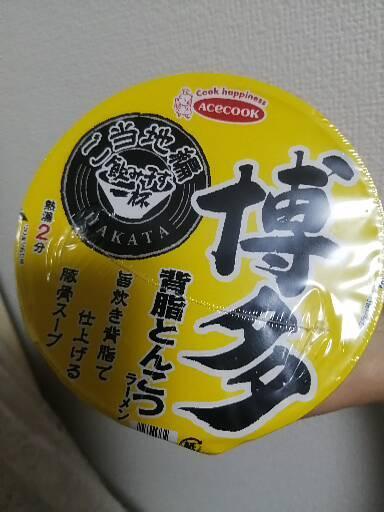 Cook happiness
ACECOOK
ご当地麺
飲み干す
一杯
HAKATA
博多
背脂とんこつ
ラーメン
旨炊き背脂で
仕上げる
豚骨スープ
熱湯2分
紙